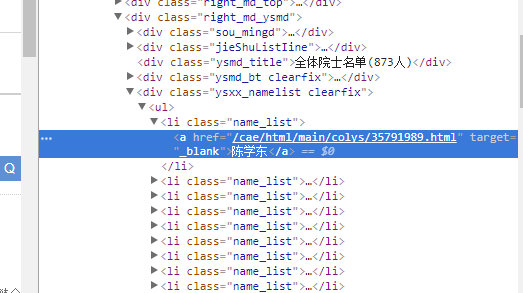 ▶<div class="right_md_top">…</div>
▼<div class="right_md_ysmd">
▶<div class="sou_mingd">…</div>
▶<div class="jieShuListIine">…</div>
<div class="ysmd_title">全体院士名单(873人)</div>
▶<div class="ysmd_bt clearfix">…</div>
▼<div class="ysxx_namelist clearfix">
▼<ul>
▼<li class="name_list">
…<a href="/cae/html/main/colys/35791989.html" target=
"_blank">陈学东</a> == $0
</li>
▶<li class="name_list">…</li>
▶<li class="name_list">…</li>
▶<li class="name_list">…</li>
▶<li class="name_list">…</li>
▶<li class="name_list">…</li>
▶<li class="name_list">…</li>
▶<li class="name_list">…</li>
▶<li class="name_list">…</li>